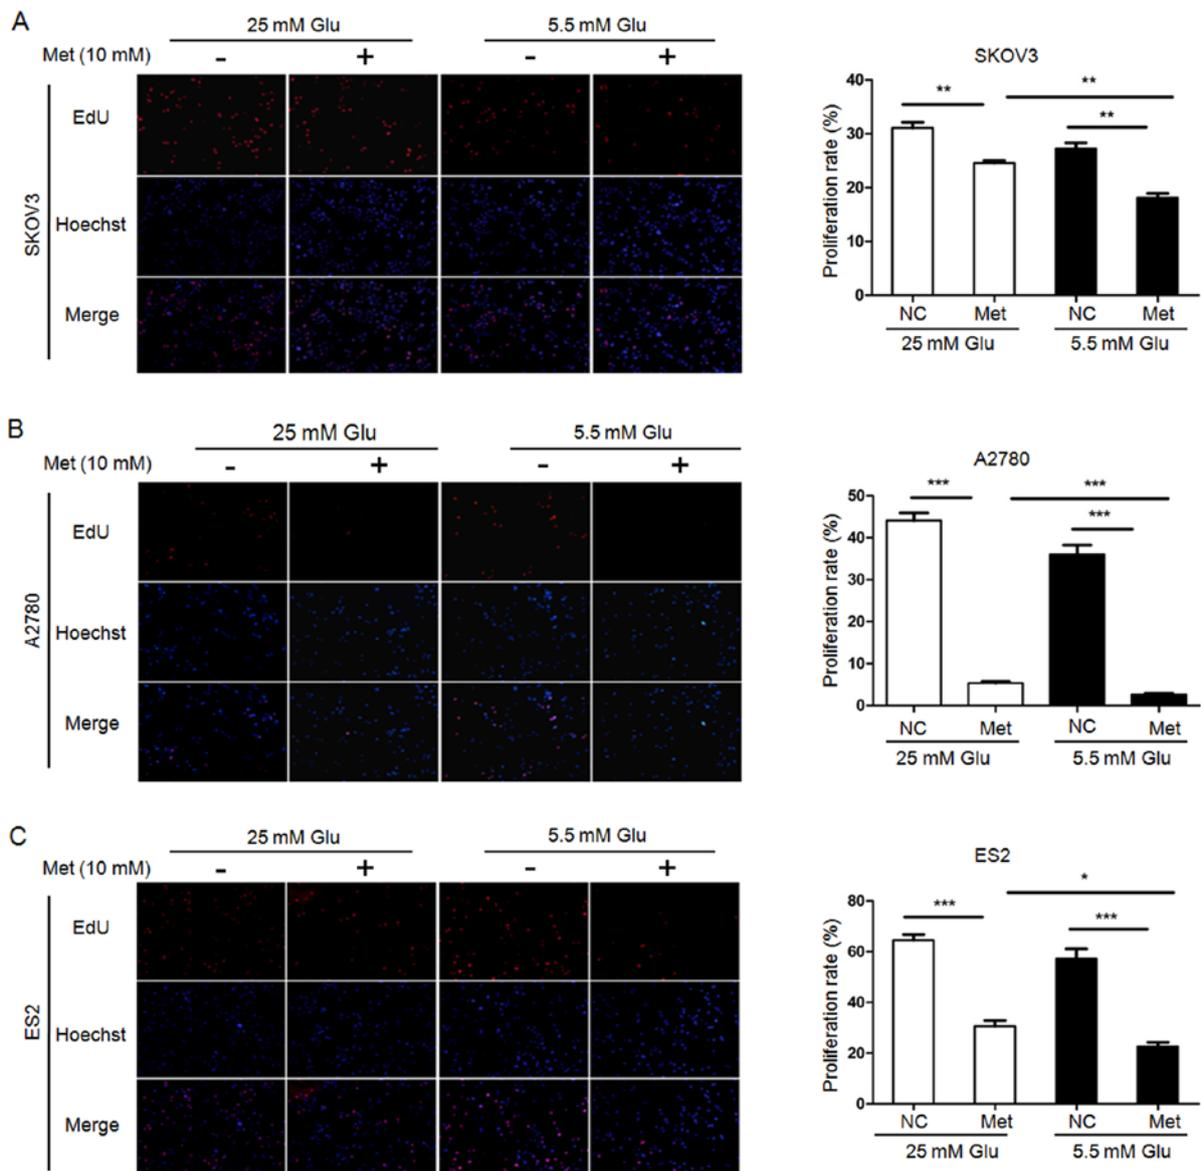 A
25 mM Glu
5.5 mM Glu
Met (10 mM)
-
+
-
+
SKOV3
EdU
Hoechst
Merge
SKOV3
Proliferation rate (%)
40
30
20
10
0
**
**
**
NC
Met
NC
Met
25 mM Glu
5.5 mM Glu
B
25 mM Glu
5.5 mM Glu
Met (10 mM)
-
+
-
+
A2780
EdU
Hoechst
Merge
A2780
Proliferation rate (%)
50
40
30
20
10
0
***
***
***
NC
Met
NC
Met
25 mM Glu
5.5 mM Glu
C
25 mM Glu
5.5 mM Glu
Met (10 mM)
-
+
-
+
ES2
EdU
Hoechst
Merge
ES2
Proliferation rate (%)
80
60
40
20
0
***
*
***
NC
Met
NC
Met
25 mM Glu
5.5 mM Glu